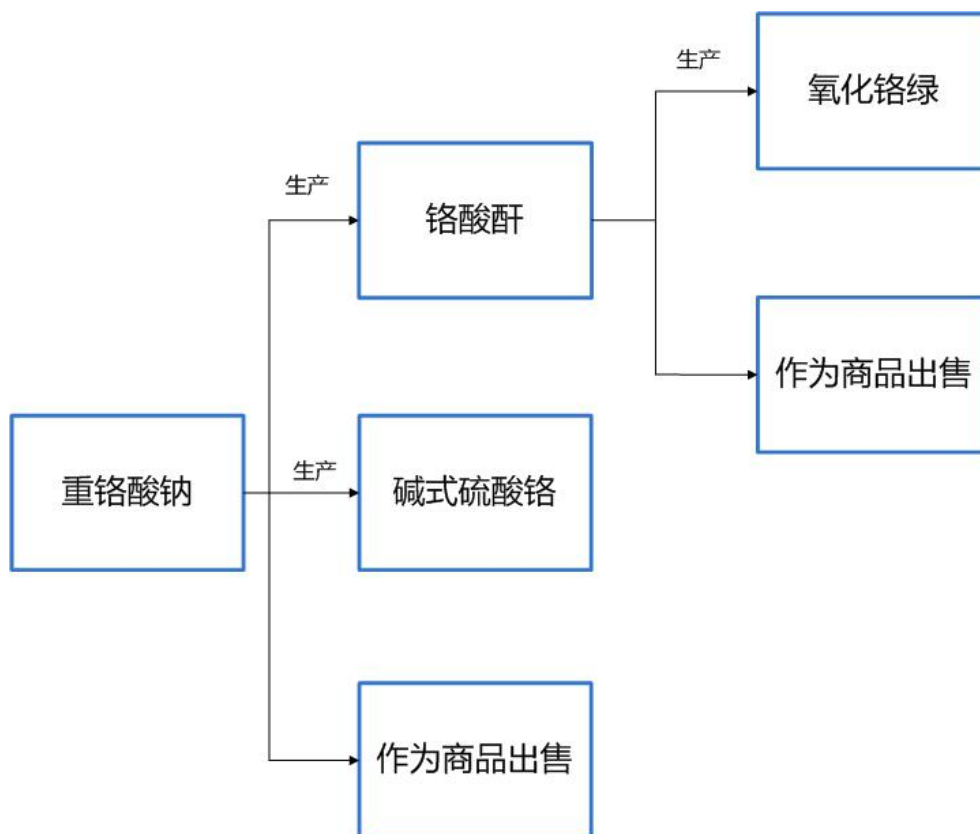 生产
氧化铬绿
生产
铬酸酐
作为商品出售
重铬酸钠
生产
碱式硫酸铬
作为商品出售